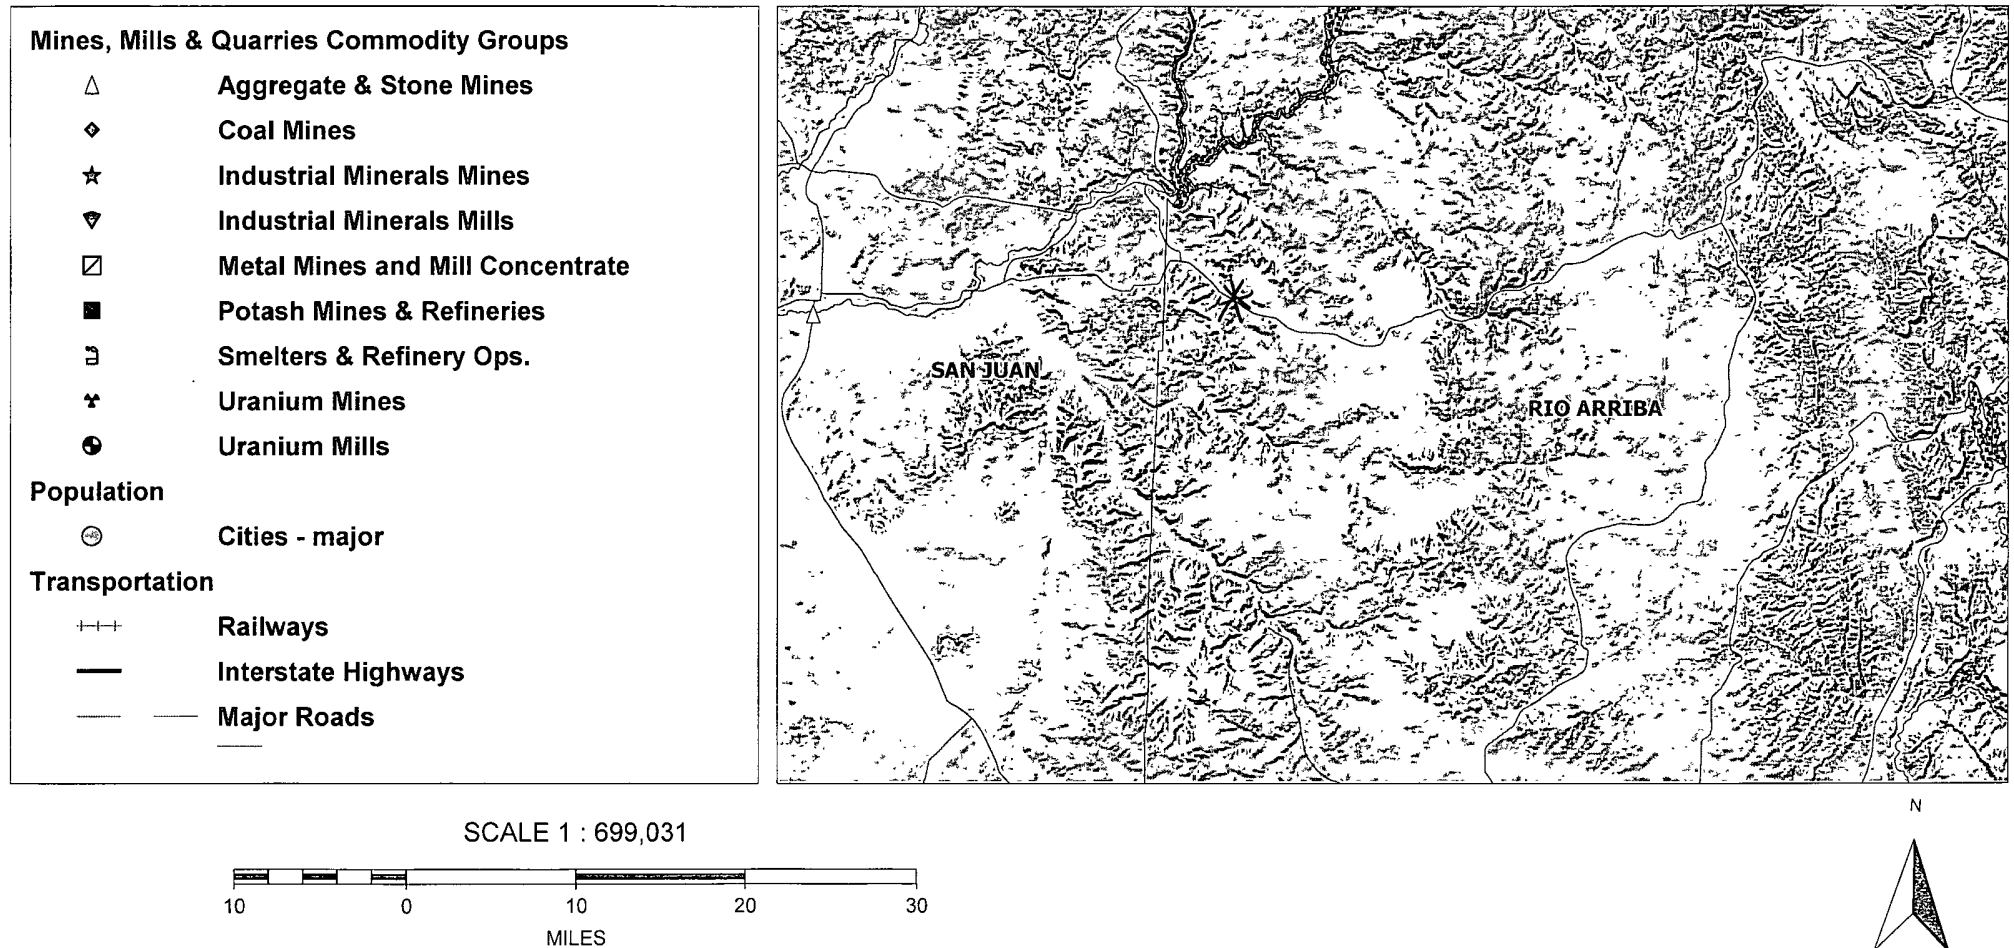 Mines, Mills & Quarries Commodity Groups
Aggregate & Stone Mines
Coal Mines
Industrial Minerals Mines
Industrial Minerals Mills
Metal Mines and Mill Concentrate
Potash Mines & Refineries
Smelters & Refinery Ops.
Uranium Mines
Uranium Mills
Population
Cities - major
Transportation
Railways
Interstate Highways
Major Roads
SAN JUAN
RIO ARRIBA
SCALE 1 : 699,031
10 0 10 20 30
MILES
N